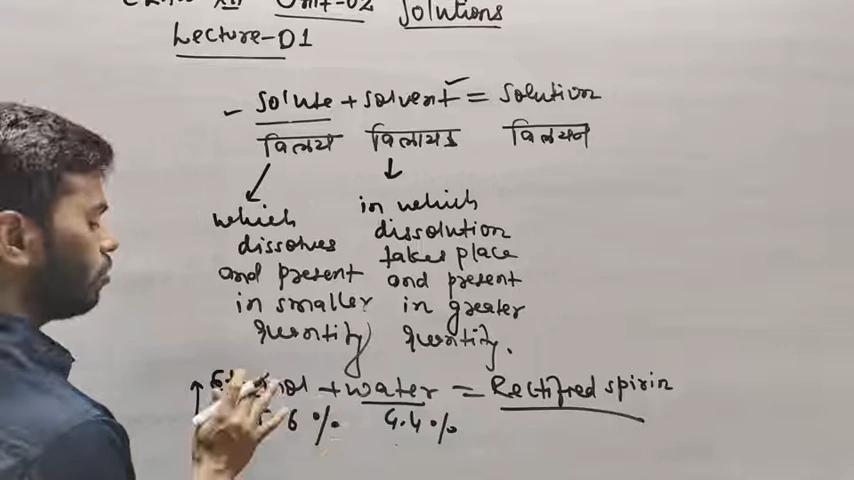 Unit-02 Solutions
Lecture-01
Solute + Solvent = Solution
विलेय विलायक विलयन
which
dissolves
and present
in smaller
quantity
in which
dissolution
takes place
and present
in greater
quantity.
+ water = Rectified spirin
6 % 4.4 %